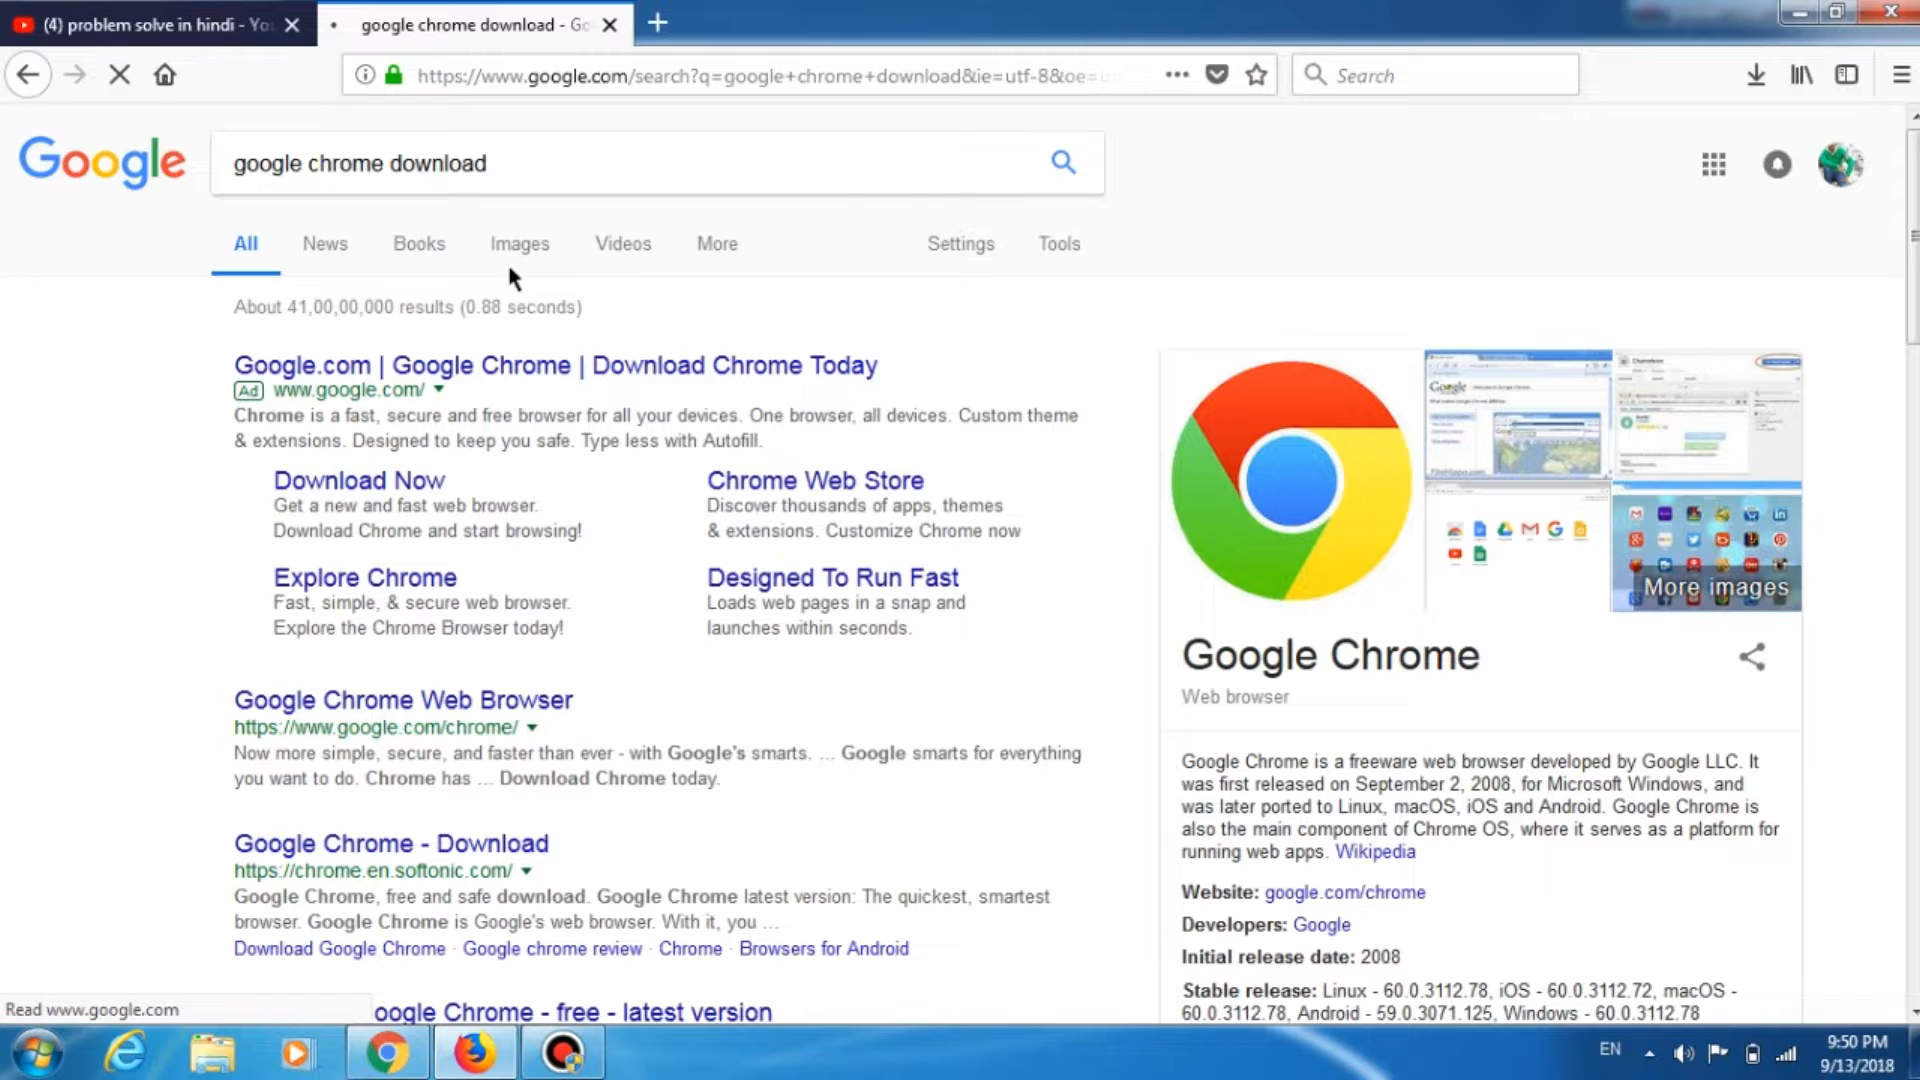 (4) problem solve in hindi - You
google chrome download - Go
https://www.google.com/search?q=google+chrome+download&ie=utf-8&oe=u
Search
Google
google chrome download
All
News
Books
Images
Videos
More
Settings
Tools
About 41,00,00,000 results (0.88 seconds)
Google.com | Google Chrome | Download Chrome Today
Ad www.google.com/
Chrome is a fast, secure and free browser for all your devices. One browser, all devices. Custom theme
& extensions. Designed to keep you safe. Type less with Autofill.
Download Now
Get a new and fast web browser.
Download Chrome and start browsing!
Chrome Web Store
Discover thousands of apps, themes
& extensions. Customize Chrome now
Explore Chrome
Fast, simple, & secure web browser.
Explore the Chrome Browser today!
Designed To Run Fast
Loads web pages in a snap and
launches within seconds.
Google Chrome Web Browser
https://www.google.com/chrome/
Now more simple, secure, and faster than ever - with Google's smarts. ... Google smarts for everything
you want to do. Chrome has ... Download Chrome today.
Google Chrome - Download
https://chrome.en.softonic.com/
Google Chrome, free and safe download. Google Chrome latest version: The quickest, smartest
browser. Google Chrome is Google's web browser. With it, you ...
Download Google Chrome · Google chrome review · Chrome · Browsers for Android
oogle Chrome - free - latest version
More images
Google Chrome
Web browser
Google Chrome is a freeware web browser developed by Google LLC. It
was first released on September 2, 2008, for Microsoft Windows, and
was later ported to Linux, macOS, iOS and Android. Google Chrome is
also the main component of Chrome OS, where it serves as a platform for
running web apps. Wikipedia
Website: google.com/chrome
Developers: Google
Initial release date: 2008
Stable release: Linux - 60.0.3112.78, iOS - 60.0.3112.72, macOS -
60.0.3112.78, Android - 59.0.3071.125, Windows - 60.0.3112.78
Read www.google.com
EN
9:50 PM
9/13/2018